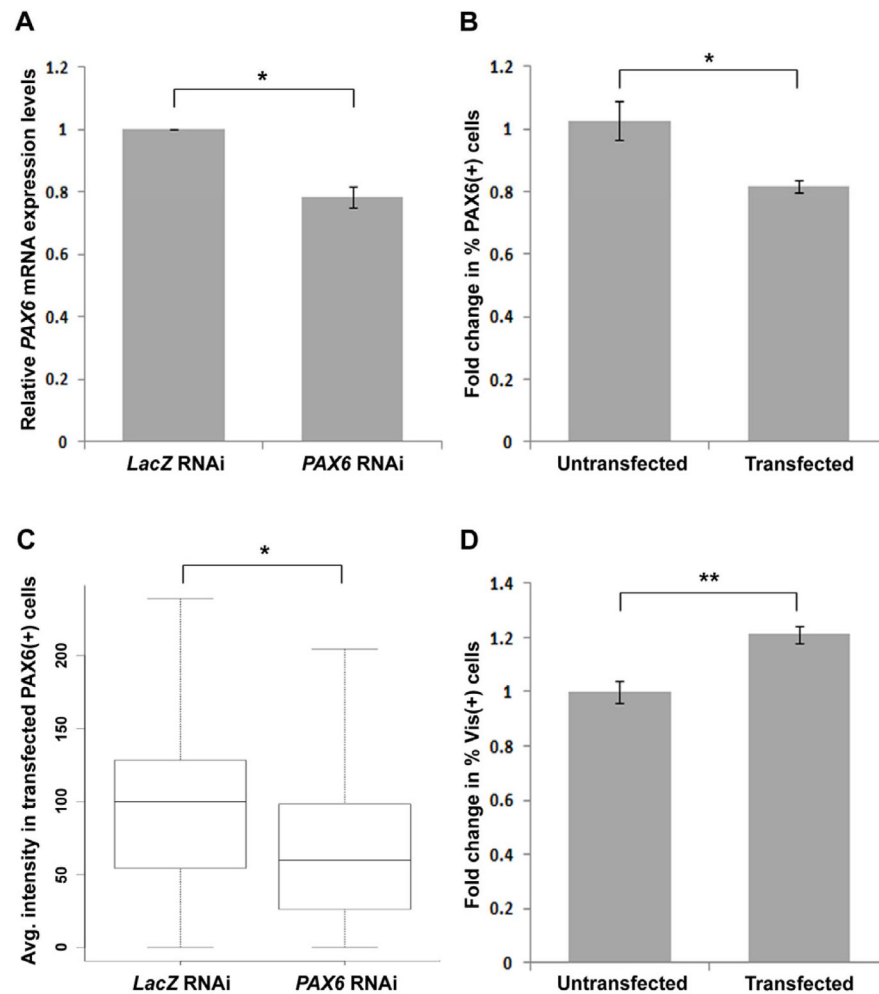 A
Relative PAX6 mRNA expression levels
1.2
1
0.8
0.6
0.4
0.2
0
*
LacZ RNAi
PAX6 RNAi
B
Fold change in % PAX6(+) cells
1.2
1
0.8
0.6
0.4
0.2
0
*
Untransfected
Transfected
C
Avg. intensity in transfected PAX6(+) cells
200
150
100
50
0
*
LacZ RNAi
PAX6 RNAi
D
Fold change in % Vis(+) cells
1.4
1.2
1
0.8
0.6
0.4
0.2
0
**
Untransfected
Transfected